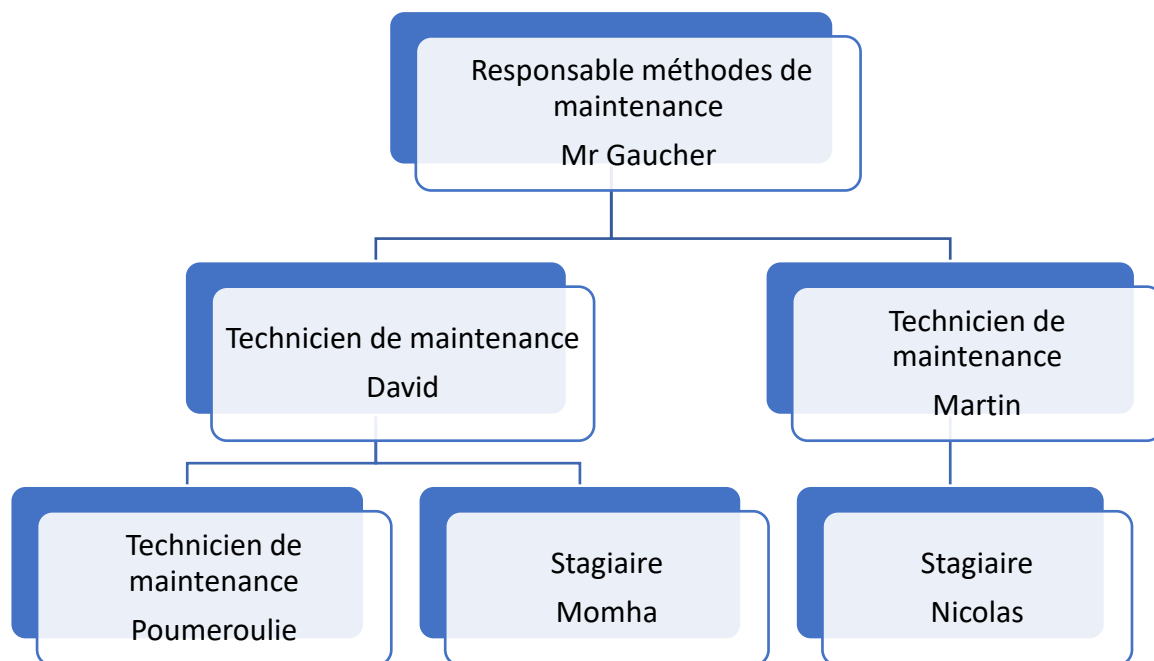 Responsable méthodes de
maintenance
Mr Gaucher
Technicien de maintenance
David
Technicien de
maintenance
Martin
Technicien de
maintenance
Poumeroulie
Stagiaire
Momha
Stagiaire
Nicolas